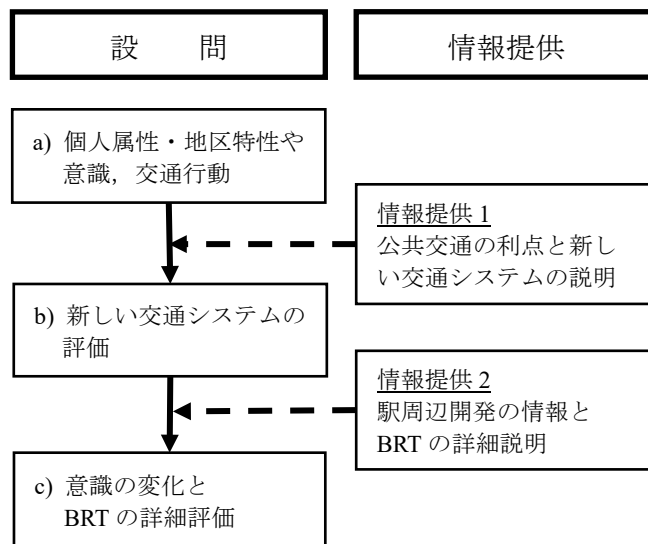 設　　問
情報提供
a) 個人属性・地区特性や
意識，交通行動
情報提供 1
公共交通の利点と新し
い交通システムの説明
b) 新しい交通システムの
評価
情報提供 2
駅周辺開発の情報と
BRT の詳細説明
c) 意識の変化と
BRT の詳細評価